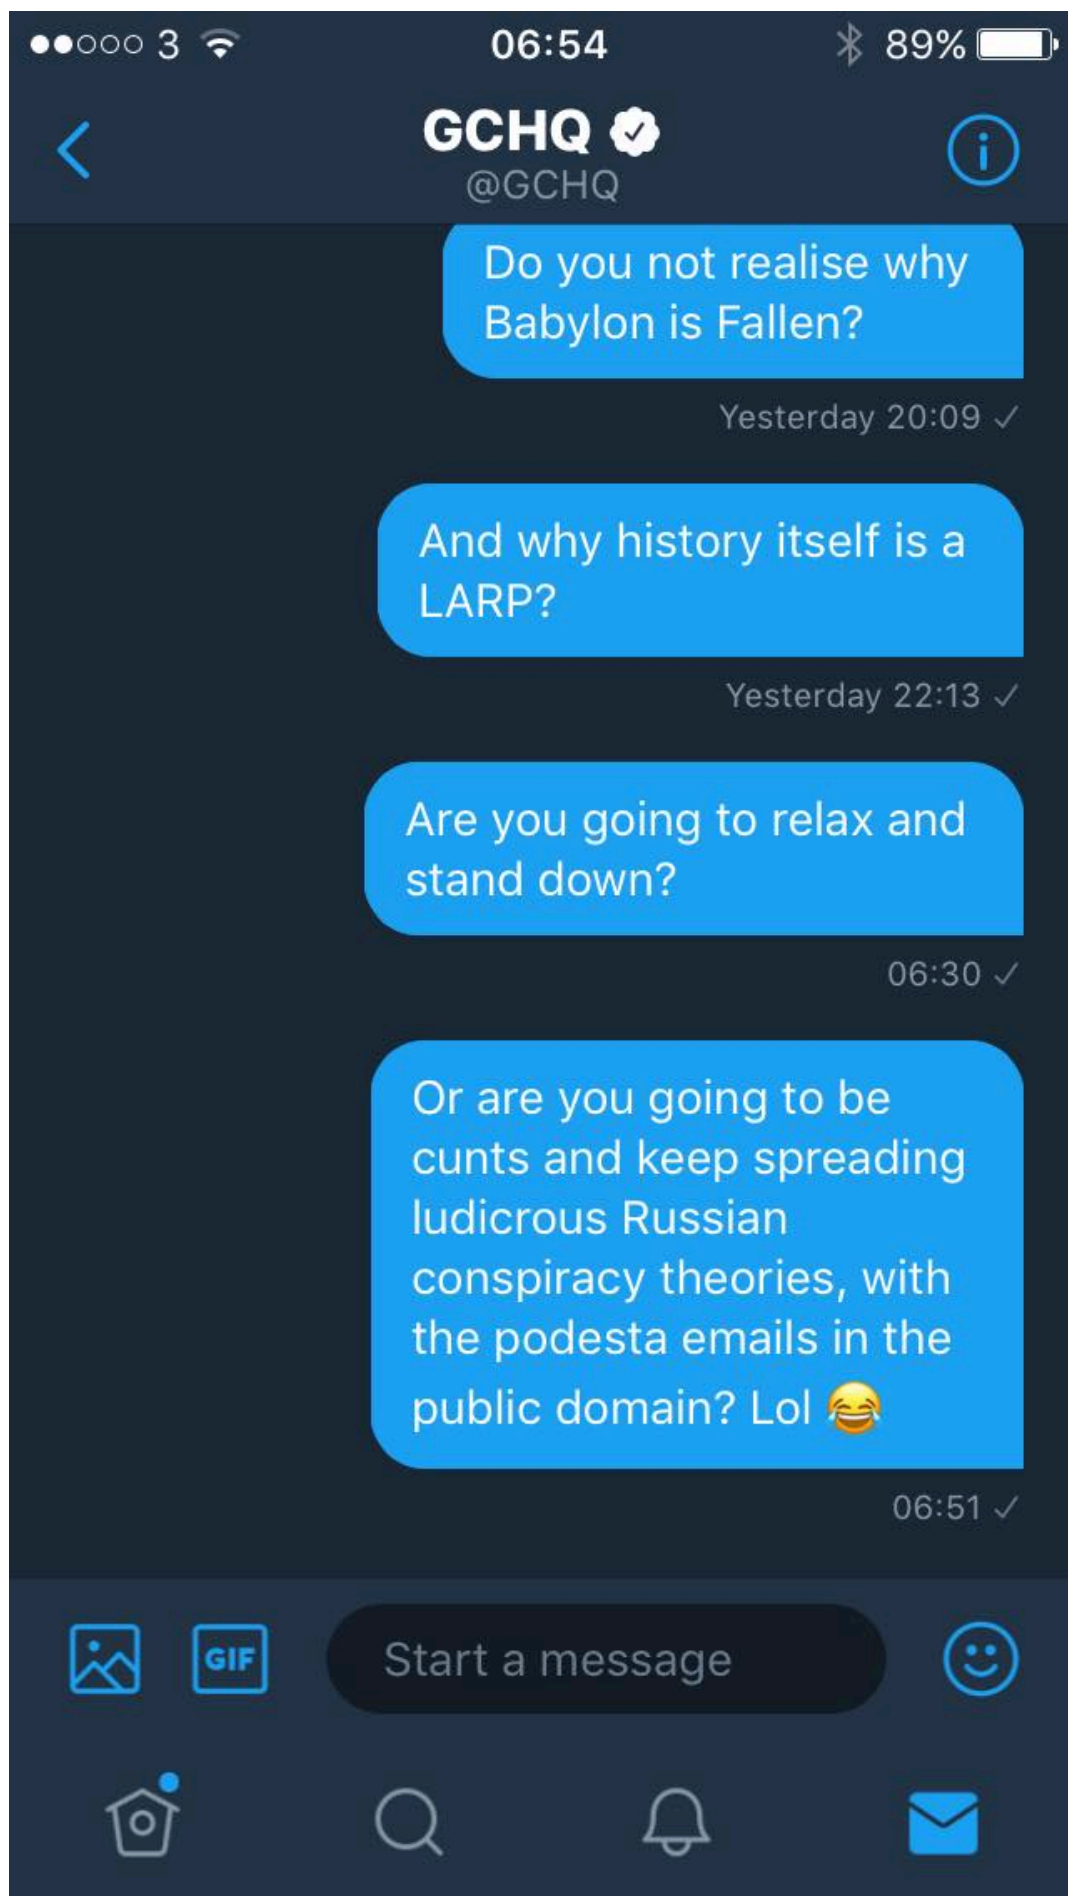 3 06:54 89%
GCHQ
@GCHQ
Do you not realise why
Babylon is Fallen?
Yesterday 20:09 ✓
And why history itself is a
LARP?
Yesterday 22:13 ✓
Are you going to relax and
stand down?
06:30 ✓
Or are you going to be
cunts and keep spreading
ludicrous Russian
conspiracy theories, with
the podesta emails in the
public domain? Lol 😂
06:51 ✓
GIF Start a message